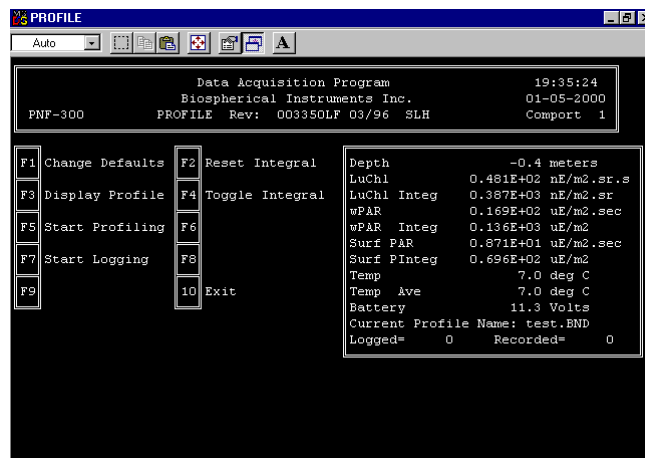 PROFILE
Auto
A
Data Acquisition Program 19:35:24
Biospherical Instruments Inc. 01-05-2000
PNF-300 PROFILE Rev: 003350LF 03/96 SLH Comport 1
F1 Change Defaults F2 Reset Integral
F3 Display Profile F4 Toggle Integral
F5 Start Profiling F6
F7 Start Logging F8
F9 10 Exit
Depth -0.4 meters
LuChl 0.481E+02 nE/m2.sr.s
LuChl Integ 0.387E+03 nE/m2.sr
wPAR 0.169E+02 uE/m2.sec
wPAR Integ 0.136E+03 uE/m2
Surf PAR 0.871E+01 uE/m2.sec
Surf PInteg 0.696E+02 uE/m2
Temp 7.0 deg C
Temp Ave 7.0 deg C
Battery 11.3 Volts
Current Profile Name: test.BND
Logged= 0 Recorded= 0